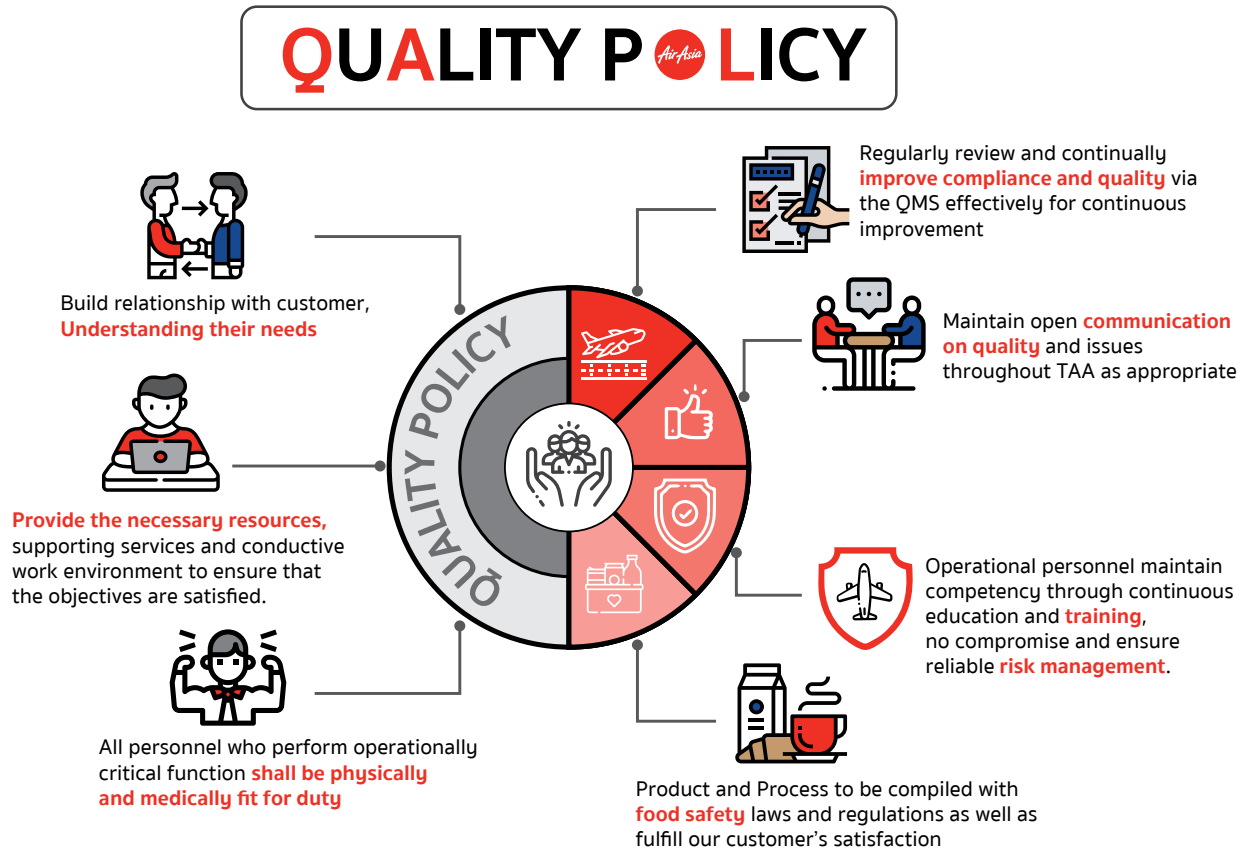 QUALITY POLICY
AirAsia
Build relationship with customer,
Understanding their needs
Provide the necessary resources,
supporting services and conductive
work environment to ensure that
the objectives are satisfied.
All personnel who perform operationally
critical function shall be physically
and medically fit for duty
QUALITY POLICY
Regularly review and continually
improve compliance and quality via
the QMS effectively for continuous
improvement
Maintain open communication
on quality and issues
throughout TAA as appropriate
Operational personnel maintain
competency through continuous
education and training,
no compromise and ensure
reliable risk management.
Product and Process to be compiled with
food safety laws and regulations as well as
fulfill our customer's satisfaction